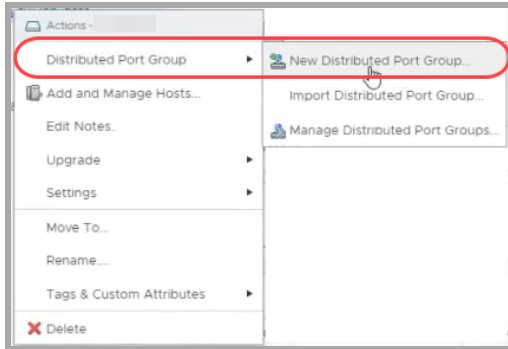 Actions -
Distributed Port Group
New Distributed Port Group...
Add and Manage Hosts...
Import Distributed Port Group...
Edit Notes..
Manage Distributed Port Groups...
Upgrade
Settings
Move To...
Rename....
Tags & Custom Attributes
Delete